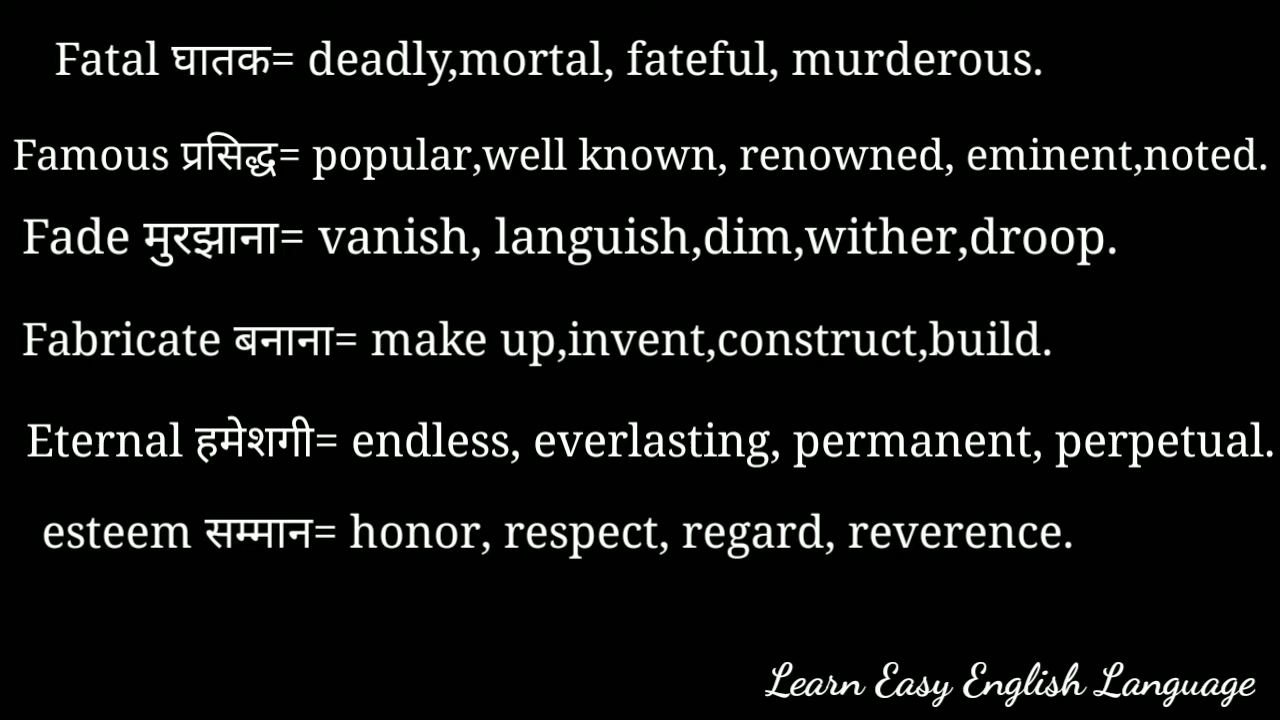 Fatal घातक= deadly,mortal, fateful, murderous.
Famous प्रसिद्ध= popular,well known, renowned, eminent,noted.
Fade मुरझाना= vanish, languish,dim,wither,droop.
Fabricate बनाना= make up,invent,construct,build.
Eternal हमेशगी= endless, everlasting, permanent, perpetual.
esteem सम्मान= honor, respect, regard, reverence.
Learn Easy English Language